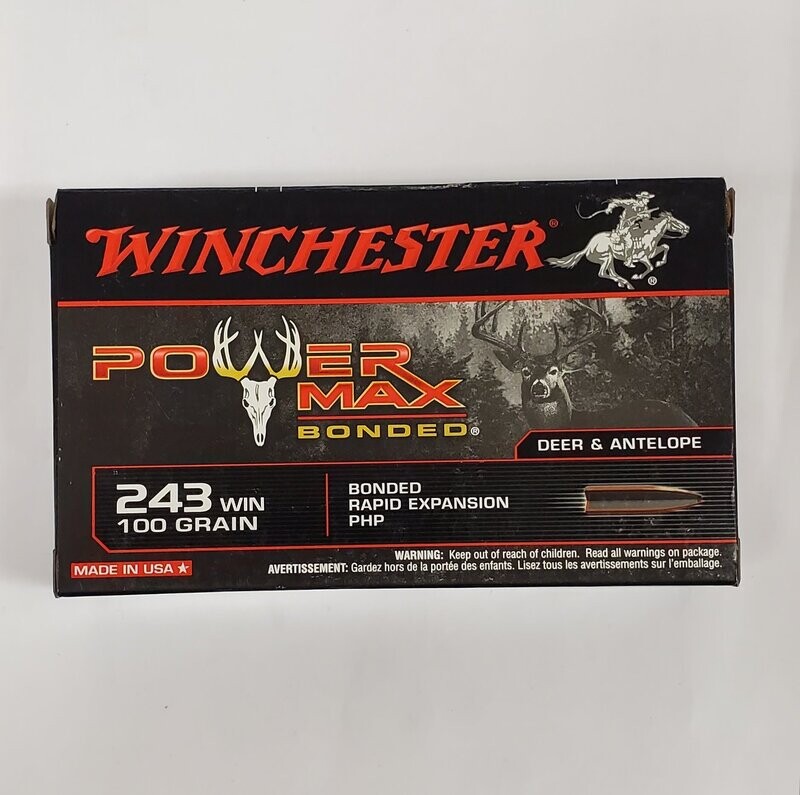 WINCHESTER®
®
POWER
MAX
BONDED®
DEER & ANTELOPE
243 WIN
100 GRAIN
BONDED
RAPID EXPANSION
PHP
WARNING: Keep out of reach of children. Read all warnings on package.
MADE IN USA
AVERTISSEMENT: Gardez hors de la portée des enfants. Lisez tous les avertissements sur l'emballage.